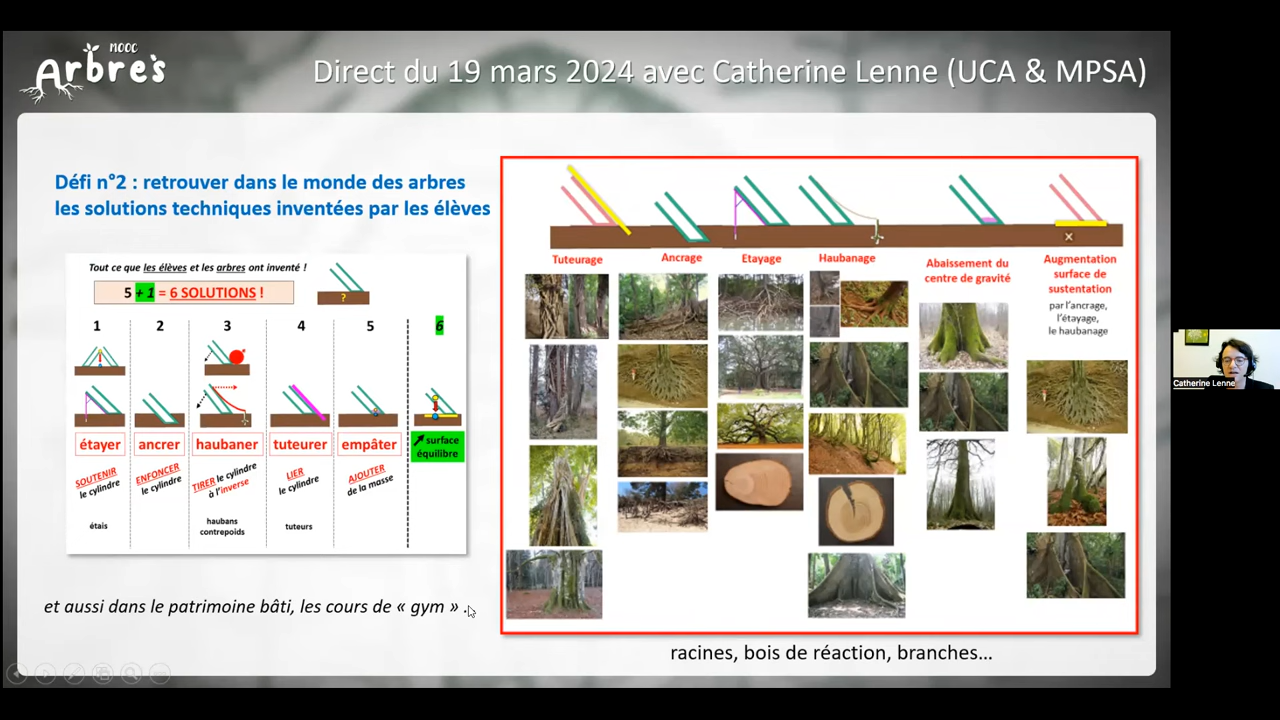 MOOC
Arbres
Direct du 19 mars 2024 avec Catherine Lenne (UCA & MPSA)
Défi n°2 : retrouver dans le monde des arbres
les solutions techniques inventées par les élèves
Tout ce que les élèves et les arbres ont inventé !
5 + 1 = 6 SOLUTIONS !
?
1 2 3 4 5 6
étayer ancrer haubaner tuteurer empâter surface
équilibre
SOUTENIR
le cylindre
ENFONCER
le cylindre
TIRER le cylindre
à l'inverse
LIER
le cylindre
AJOUTER
de la masse
étais
haubans
contrepoids
tuteurs
et aussi dans le patrimoine bâti, les cours de « gym » .
Tuteurage Ancrage Etayage Haubanage
Abaissement du
centre de gravité
Augmentation
surface de
sustentation
par l'ancrage,
l'étayage,
le haubanage
racines, bois de réaction, branches...
Catherine Lenne